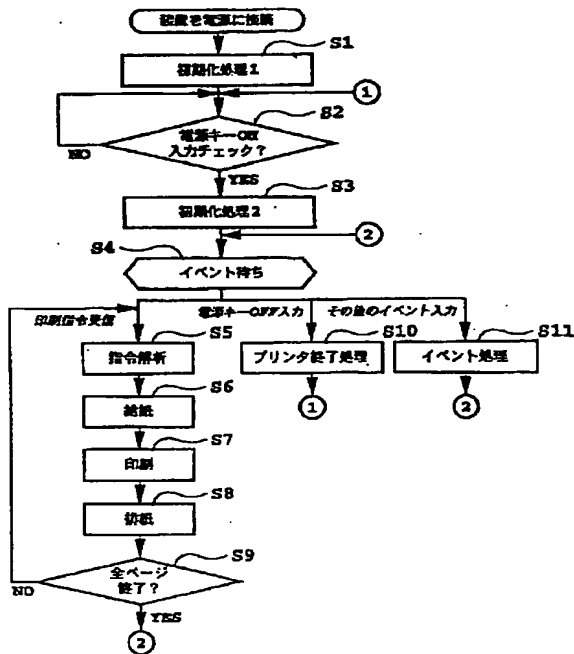 装置を電源に接続
S1
初期化処理1
①
S2
電源キーON
入力チェック?
NO
YES
S3
初期化処理2
②
S4
イベント待ち
印刷指令受信
電源キーOFF入力
その他のイベント入力
S5
指令解析
S10
プリンタ終了処理
S11
イベント処理
S6
給紙
①
②
S7
印刷
S8
排紙
S9
全ページ
終了?
NO
YES
②